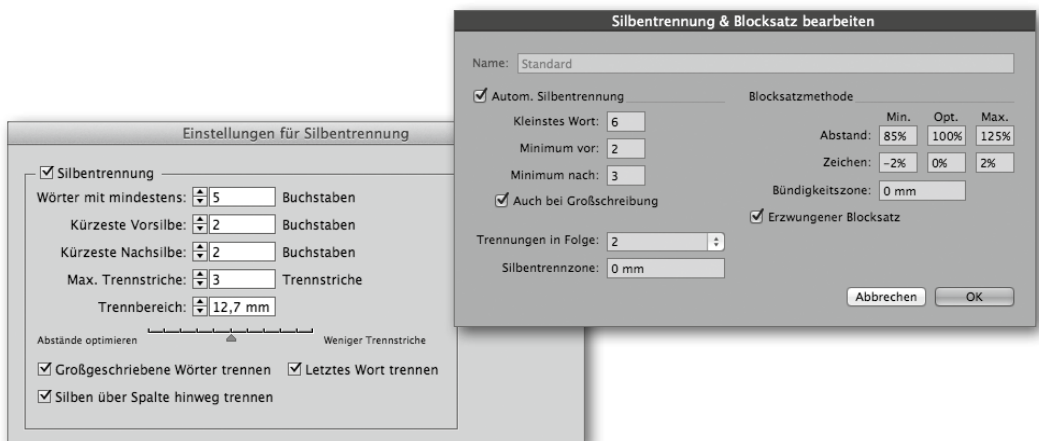 Einstellungen für Silbentrennung
Silbentrennung
Wörter mit mindestens: 5 Buchstaben
Kürzeste Vorsilbe: 2 Buchstaben
Kürzeste Nachsilbe: 2 Buchstaben
Max. Trennstriche: 3 Trennstriche
Trennbereich: 12,7 mm
Abstände optimieren Weniger Trennstriche
Großgeschriebene Wörter trennen Letztes Wort trennen
Silben über Spalte hinweg trennen
Silbentrennung & Blocksatz bearbeiten
Name: Standard
Autom. Silbentrennung
Kleinstes Wort: 6
Minimum vor: 2
Minimum nach: 3
Auch bei Großschreibung
Trennungen in Folge: 2
Silbentrennzone: 0 mm
Blocksatzmethode
Min. Opt. Max.
Abstand: 85% 100% 125%
Zeichen: -2% 0% 2%
Bündigkeitszone: 0 mm
Erzwungener Blocksatz
Abbrechen OK